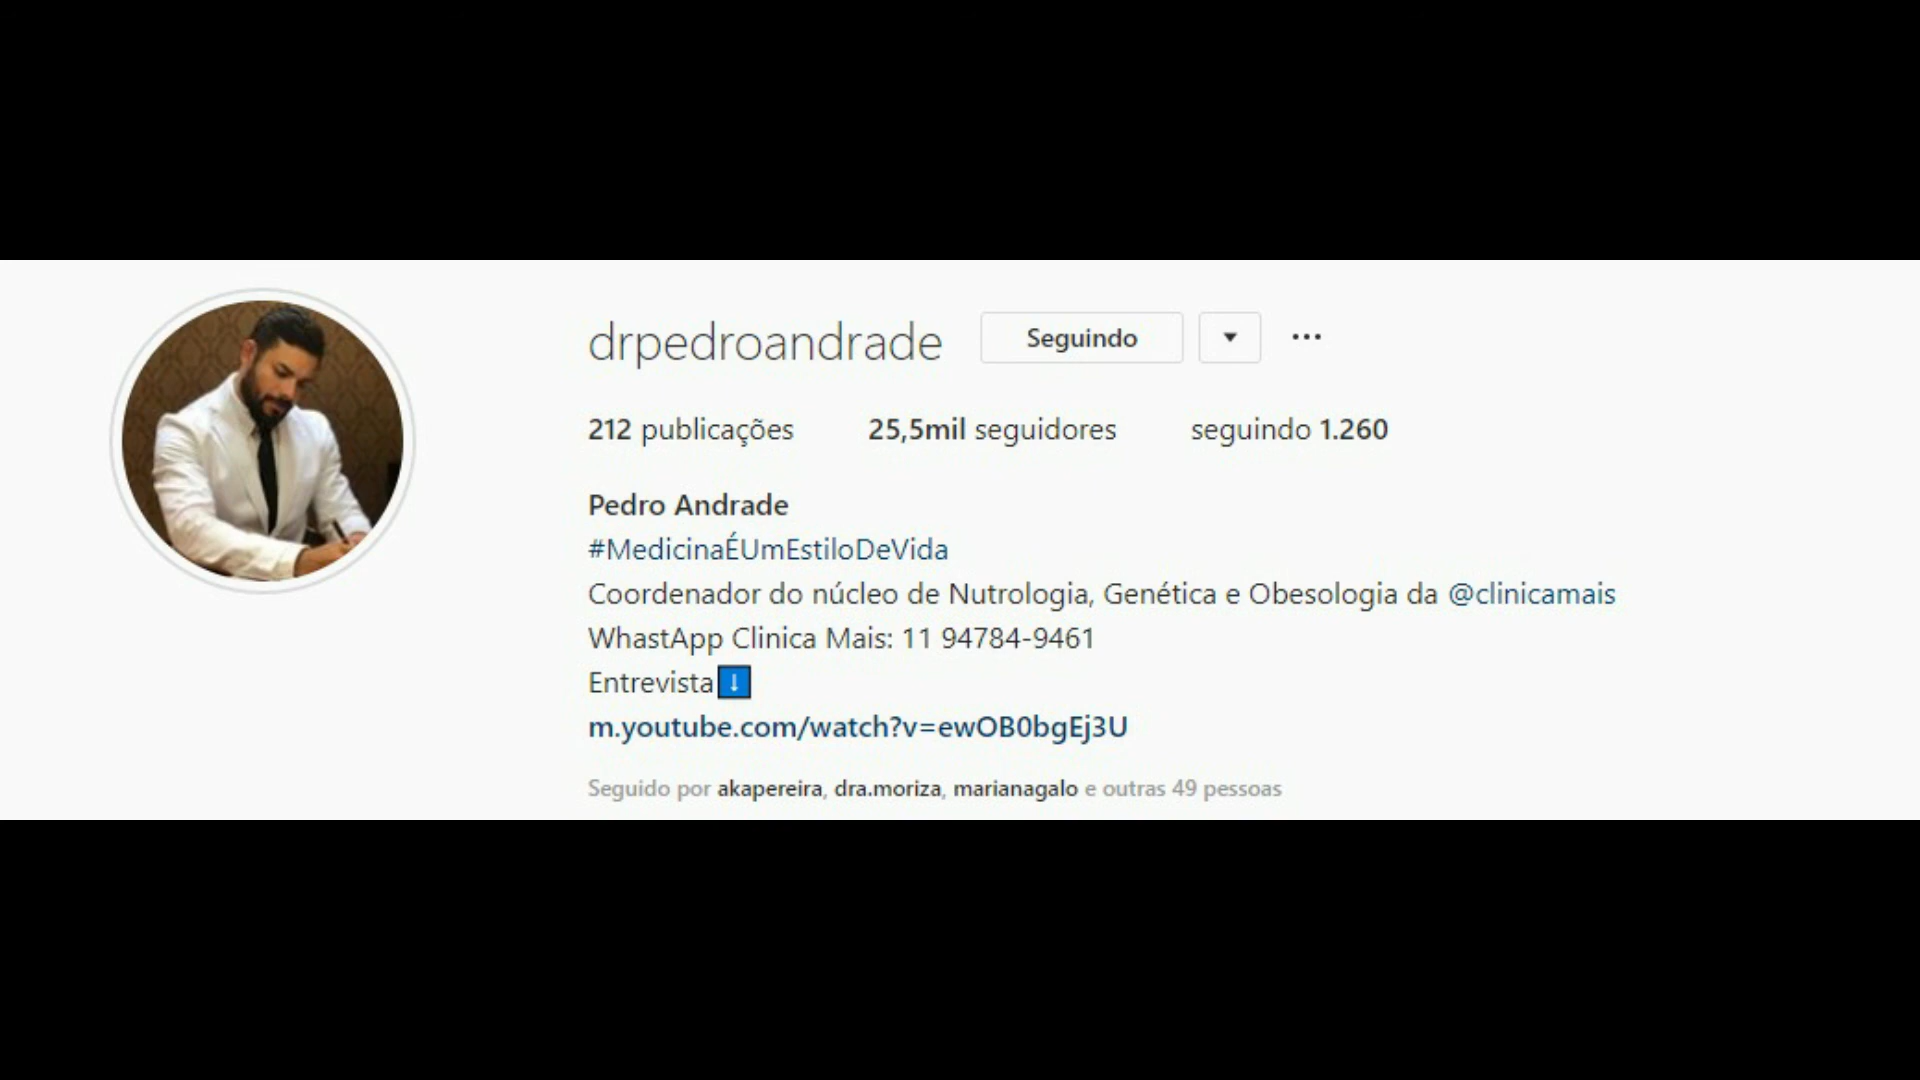 drpedroandrade Seguindo
212 publicações 25,5mil seguidores seguindo 1.260
Pedro Andrade
#MedicinaÉUmEstiloDeVida
Coordenador do núcleo de Nutrologia, Genética e Obesologia da @clinicamais
WhastApp Clinica Mais: 11 94784-9461
Entrevista⬇
m.youtube.com/watch?v=ewOB0bgEj3U
Seguido por akapereira, dra.moriza, marianagalo e outras 49 pessoas